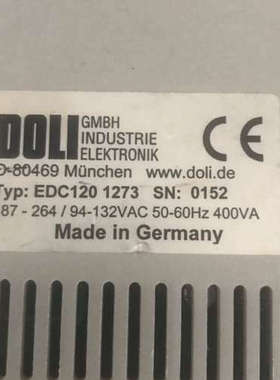 DOLI GMBH
INDUSTRIE
ELEKTRONIK
D-80469 München www.doli.de
Typ: EDC120 1273 SN: 0152
187 - 264 / 94-132VAC 50-60Hz 400VA
Made in Germany
CE